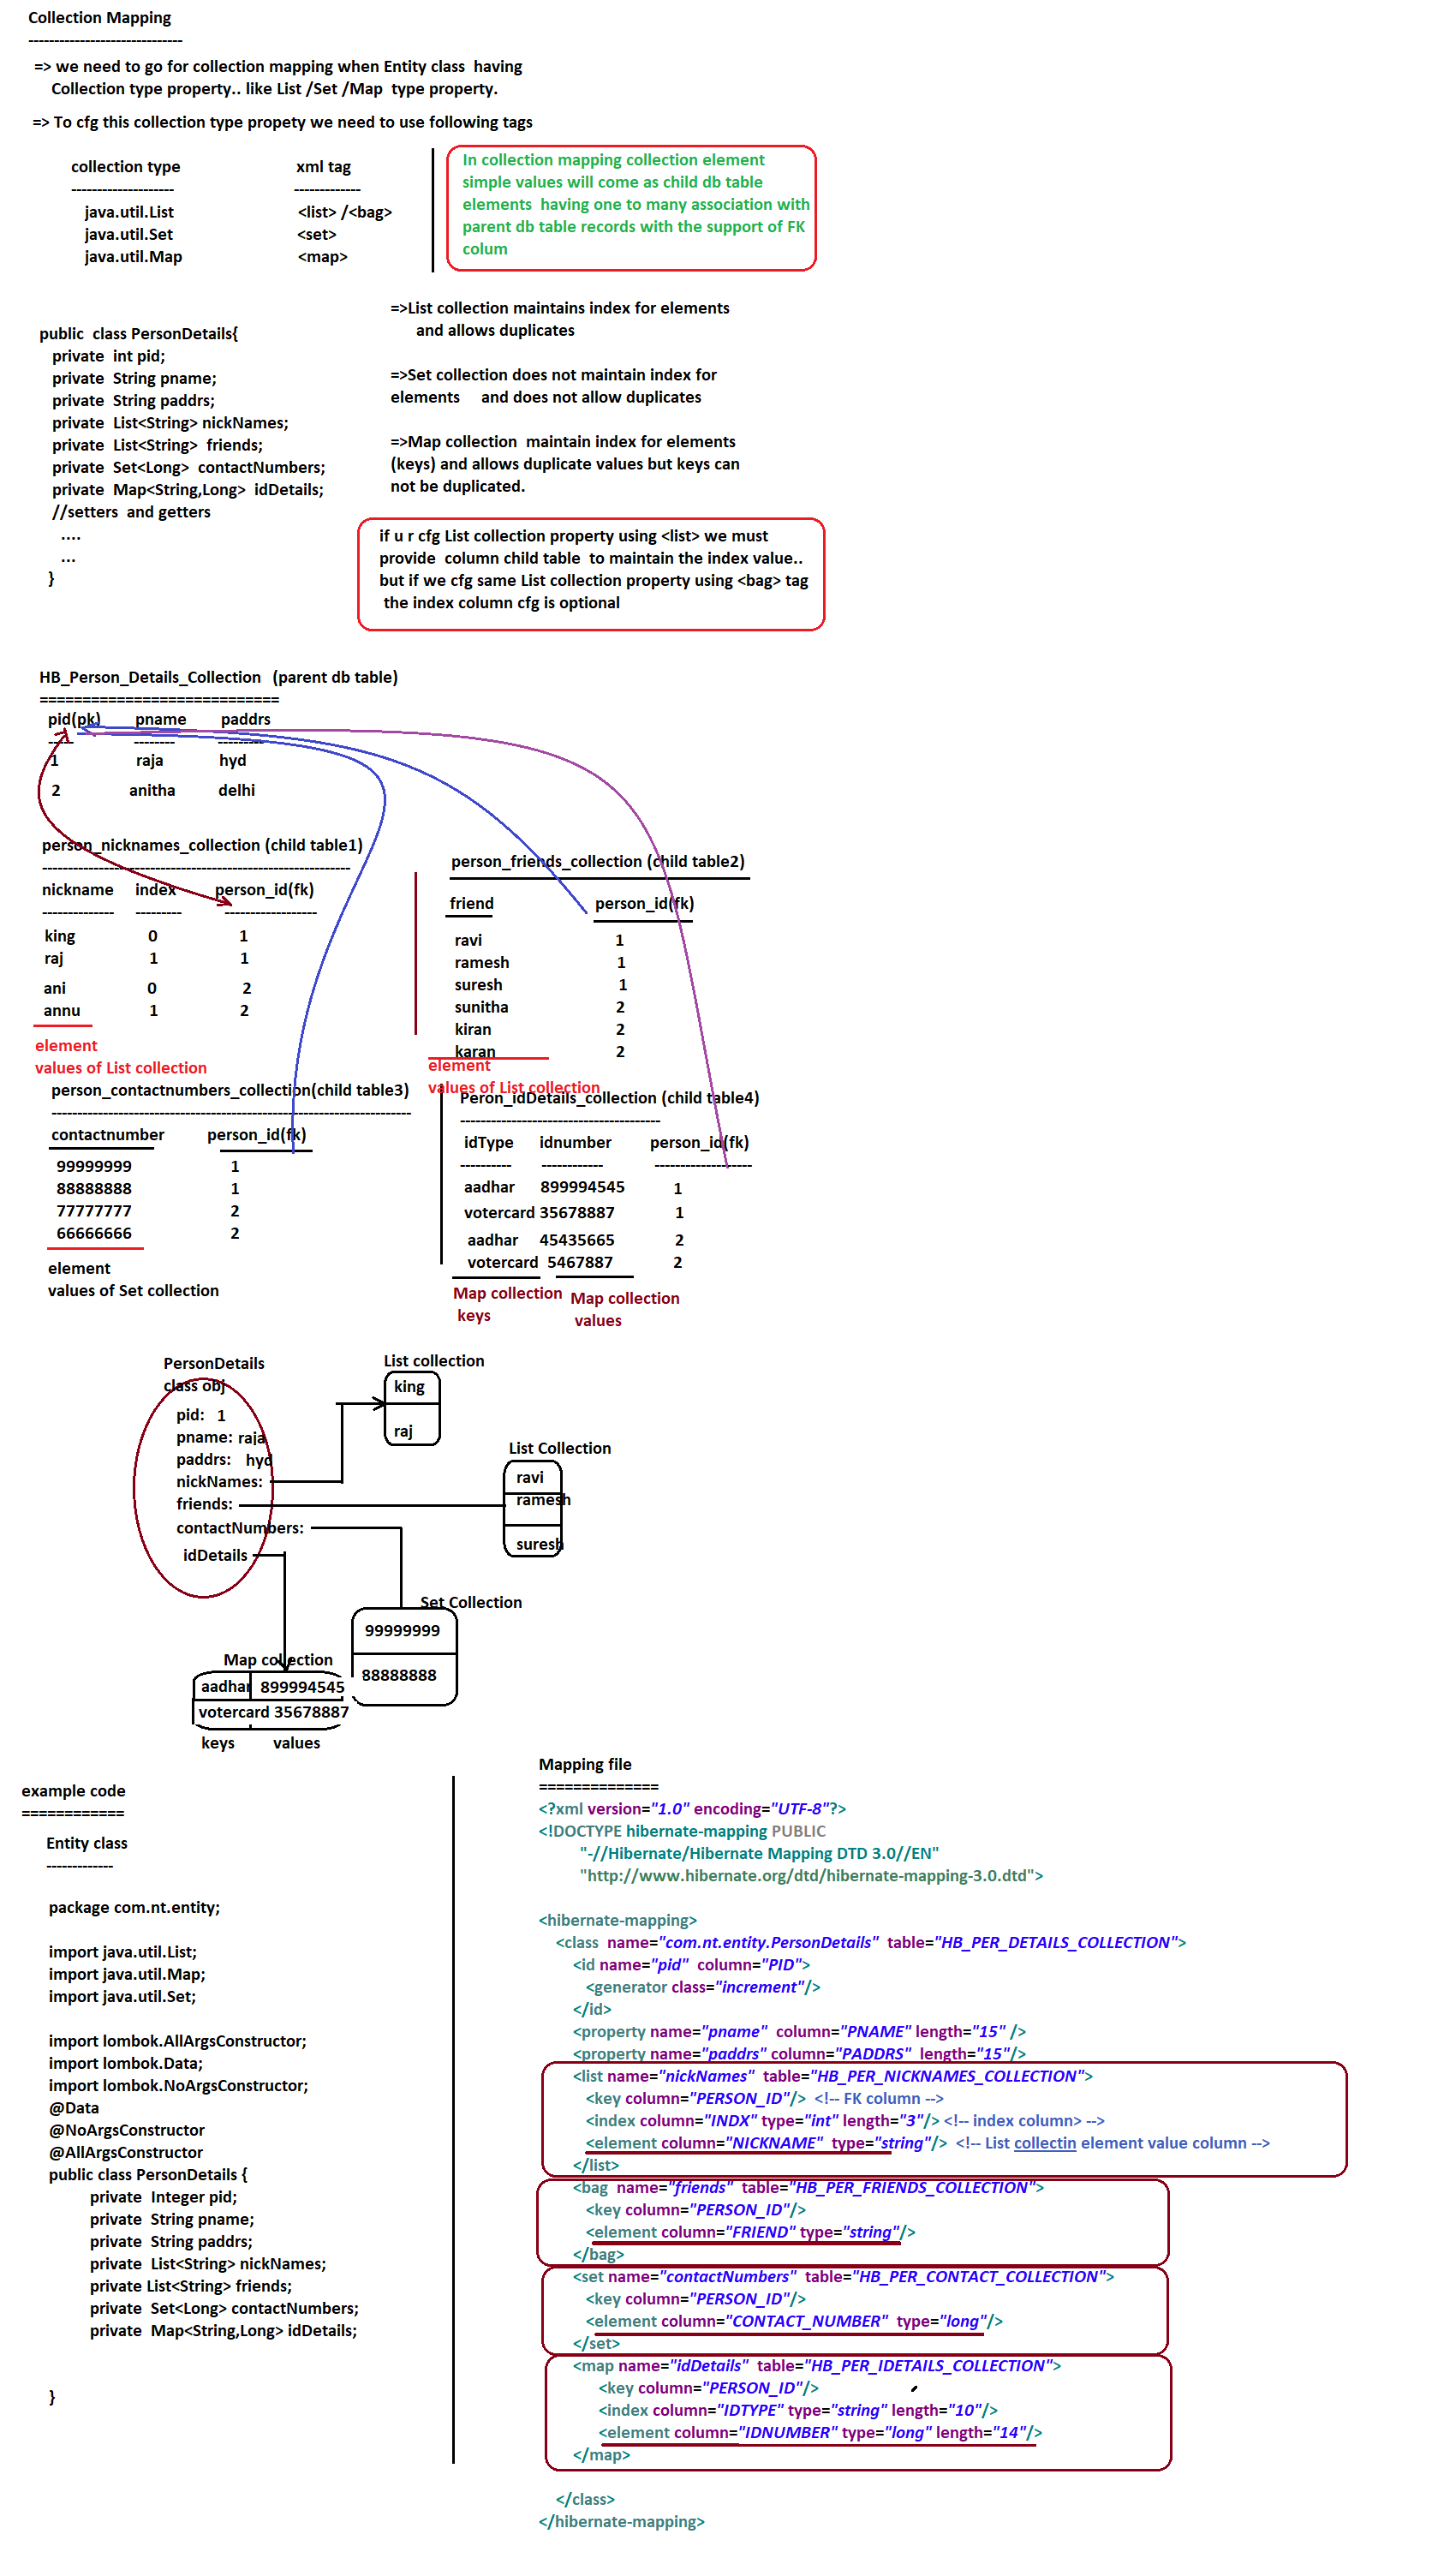 Collection Mapping
------------------------------
=> we need to go for collection mapping when Entity class  having
Collection type property.. like List /Set /Map  type property.
=> To cfg this collection type propety we need to use following tags
collection type    xml tag
--------------------    -------------
java.util.List    <list> /<bag>
java.util.Set    <set>
java.util.Map    <map>
In collection mapping collection element
simple values will come as child db table
elements  having one to many association with
parent db table records with the support of FK
colum
public  class PersonDetails{
private  int pid;
private  String pname;
private  String paddrs;
private  List<String> nickNames;
private  List<String>  friends;
private  Set<Long>  contactNumbers;
private  Map<String,Long>  idDetails;
//setters  and getters
....
...
}
=>List collection maintains index for elements
and allows duplicates
=>Set collection does not maintain index for
elements    and does not allow duplicates
=>Map collection  maintain index for elements
(keys) and allows duplicate values but keys can
not be duplicated.
if u r cfg List collection property using <list> we must
provide  column child table  to maintain the index value..
but if we cfg same List collection property using <bag> tag
the index column cfg is optional
HB_Person_Details_Collection   (parent db table)
============================
pid(pk)    pname    paddrs
-----    --------    ---------
1    raja    hyd
2    anitha    delhi
person_nicknames_collection (child table1)
------------------------------------------------------------
nickname    index    person_id(fk)
--------------    ---------    ------------------
king    0    1
raj    1    1
ani    0    2
annu    1    2
element
values of List collection
person_friends_collection (child table2)
friend    person_id(fk)
ravi    1
ramesh    1
suresh    1
sunitha    2
kiran    2
karan    2
element
values of List collection
person_contactnumbers_collection(child table3)
----------------------------------------------------------------------
contactnumber    person_id(fk)
99999999    1
88888888    1
77777777    2
66666666    2
element
values of Set collection
Peron_idDetails_collection (child table4)
---------------------------------------
idType    idnumber    person_id(fk)
----------    ------------    -------------------
aadhar    899994545    1
votercard 35678887    1
aadhar    45435665    2
votercard  5467887    2
Map collection
keys
Map collection
values
PersonDetails
class obj
pid:   1
pname: raja
paddrs:   hyd
nickNames:
friends:
contactNumbers:
idDetails
List collection
king
raj
List Collection
ravi
ramesh
suresh
Set Collection
99999999
88888888
Map collection
aadhar  899994545
votercard 35678887
keys    values
example code
============
Entity class
-------------
package com.nt.entity;
import java.util.List;
import java.util.Map;
import java.util.Set;
import lombok.AllArgsConstructor;
import lombok.Data;
import lombok.NoArgsConstructor;
@Data
@NoArgsConstructor
@AllArgsConstructor
public class PersonDetails {
private  Integer pid;
private  String pname;
private  String paddrs;
private  List<String> nickNames;
private List<String> friends;
private  Set<Long> contactNumbers;
private  Map<String,Long> idDetails;
}
Mapping file
==============
<?xml version="1.0" encoding="UTF-8"?>
<!DOCTYPE hibernate-mapping PUBLIC
"-//Hibernate/Hibernate Mapping DTD 3.0//EN"
"http://www.hibernate.org/dtd/hibernate-mapping-3.0.dtd">
<hibernate-mapping>
<class  name="com.nt.entity.PersonDetails"  table="HB_PER_DETAILS_COLLECTION">
<id name="pid"  column="PID">
<generator class="increment"/>
</id>
<property name="pname"  column="PNAME" length="15" />
<property name="paddrs" column="PADDRS"  length="15"/>
<list name="nickNames"  table="HB_PER_NICKNAMES_COLLECTION">
<key column="PERSON_ID"/>  <!-- FK column -->
<index column="INDX" type="int" length="3"/> <!-- index column> -->
<element column="NICKNAME"  type="string"/>  <!-- List collectin element value column -->
</list>
<bag  name="friends"  table="HB_PER_FRIENDS_COLLECTION">
<key column="PERSON_ID"/>
<element column="FRIEND" type="string"/>
</bag>
<set name="contactNumbers"  table="HB_PER_CONTACT_COLLECTION">
<key column="PERSON_ID"/>
<element column="CONTACT_NUMBER"  type="long"/>
</set>
<map name="idDetails"  table="HB_PER_IDETAILS_COLLECTION">
<key column="PERSON_ID"/>
<index column="IDTYPE" type="string" length="10"/>
<element column="IDNUMBER" type="long" length="14"/>
</map>
</class>
</hibernate-mapping>